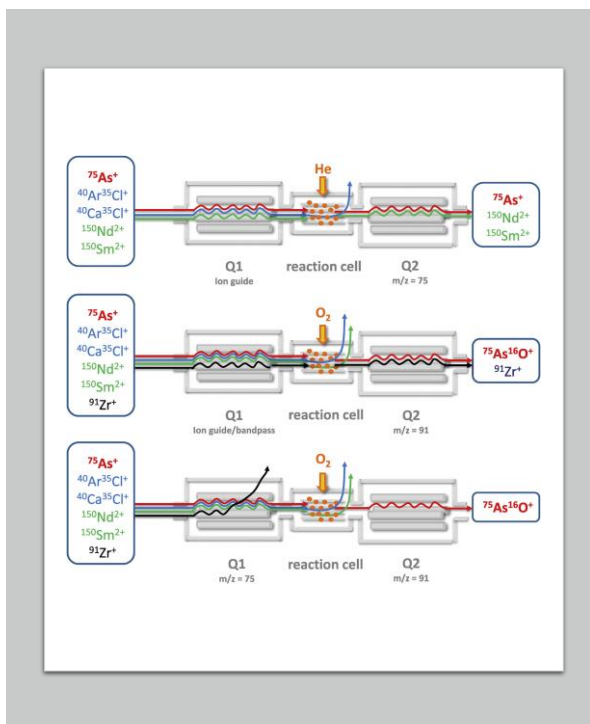 He
⁷⁵As⁺
⁴⁰Ar³⁵Cl⁺
⁴⁰Ca³⁵Cl⁺
¹⁵⁰Nd²⁺
¹⁵⁰Sm²⁺
⁷⁵As⁺
¹⁵⁰Nd²⁺
¹⁵⁰Sm²⁺
Q1 reaction cell Q2
Ion guide m/z = 75
O₂
⁷⁵As⁺
⁴⁰Ar³⁵Cl⁺
⁴⁰Ca³⁵Cl⁺
¹⁵⁰Nd²⁺
¹⁵⁰Sm²⁺
⁹¹Zr⁺
⁷⁵As¹⁶O⁺
⁹¹Zr⁺
Q1 reaction cell Q2
Ion guide/bandpass m/z = 91
O₂
⁷⁵As⁺
⁴⁰Ar³⁵Cl⁺
⁴⁰Ca³⁵Cl⁺
¹⁵⁰Nd²⁺
¹⁵⁰Sm²⁺
⁹¹Zr⁺
⁷⁵As¹⁶O⁺
Q1 reaction cell Q2
m/z = 75 m/z = 91